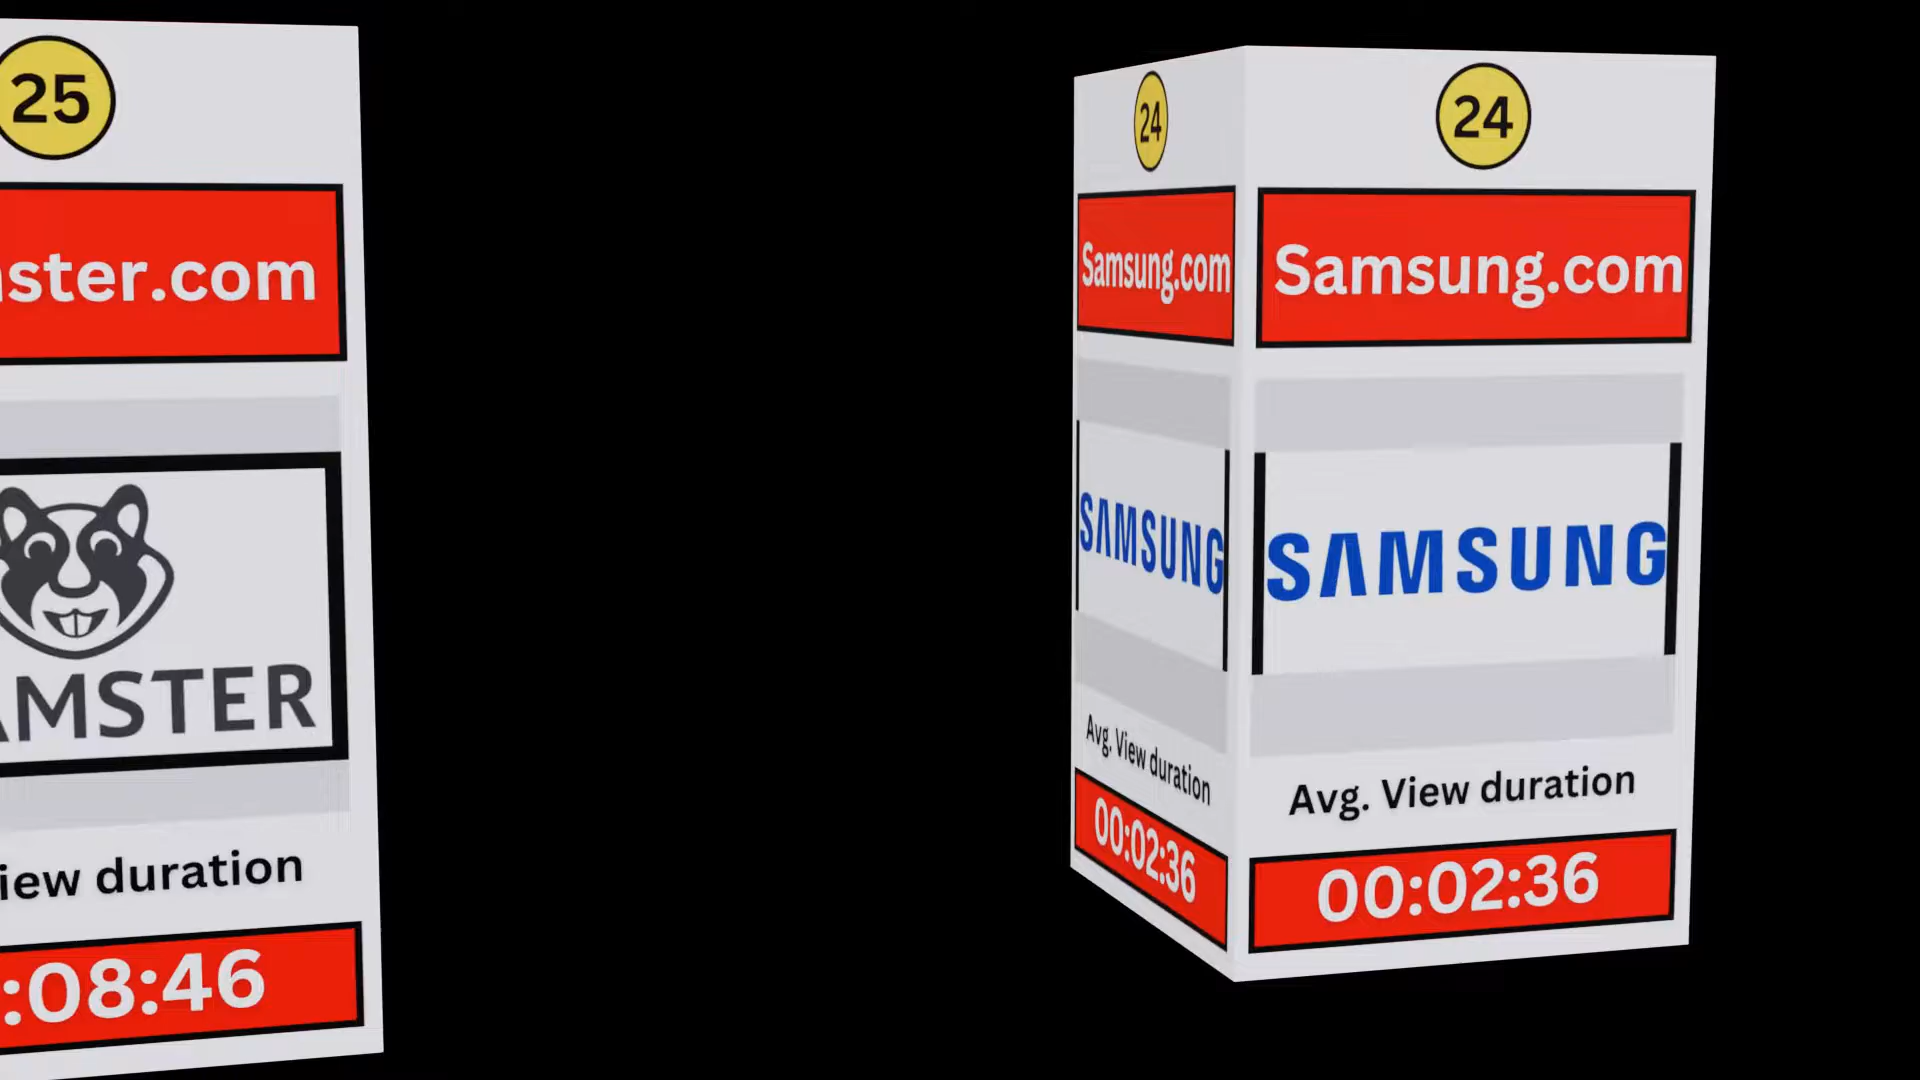 25
ster.com
AMSTER
iew duration
:08:46
24
Samsung.com
SAMSUNG
Avg. View duration
00:02:36
24
Samsung.com
SAMSUNG
Avg. View duration
00:02:36